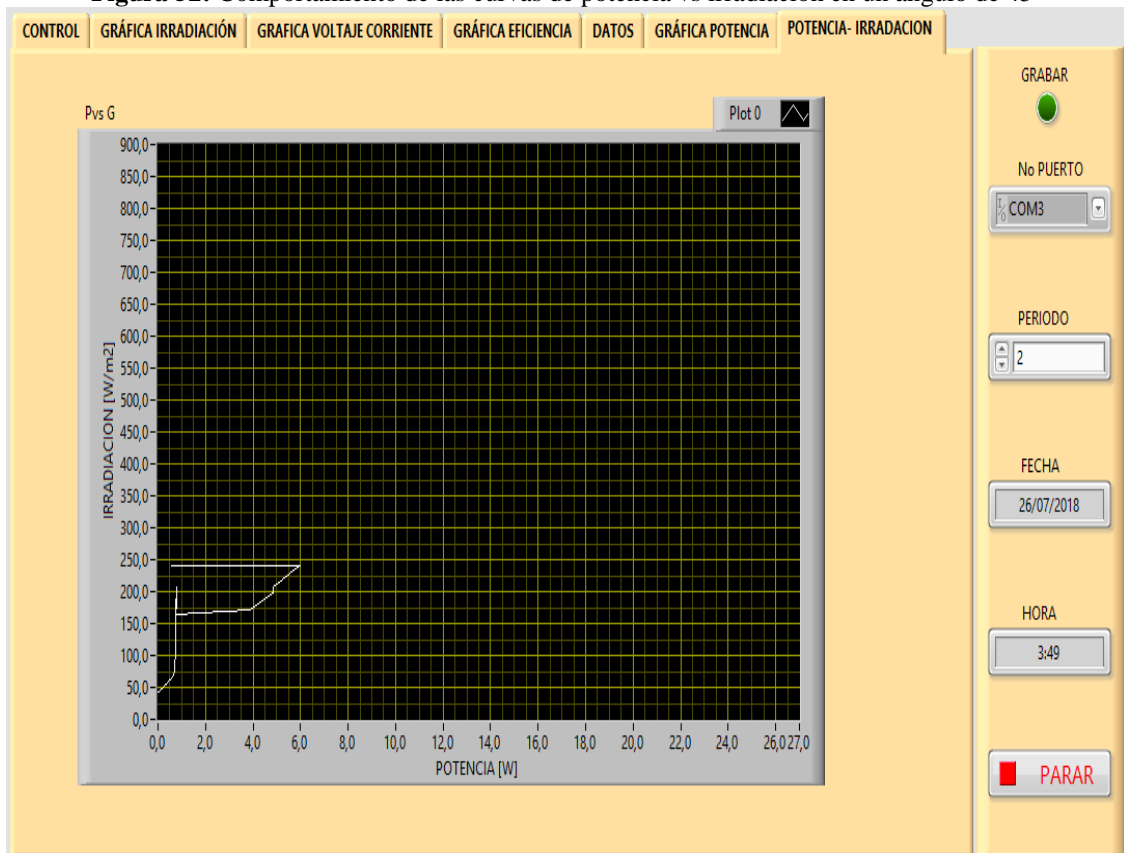 Figura 32: Comportamiento de las curvas de potencia vs irradiación en un ángulo de 45°
CONTROL GRÁFICA IRRADIACIÓN GRAFICA VOLTAJE CORRIENTE GRÁFICA EFICIENCIA DATOS GRÁFICA POTENCIA POTENCIA- IRRADACION
Pvs G
Plot 0
900,0
850,0
800,0
750,0
700,0
650,0
600,0
550,0
500,0
450,0
400,0
350,0
300,0
250,0
200,0
150,0
100,0
50,0
0,0
IRRADIACION [W/m2]
0,0 2,0 4,0 6,0 8,0 10,0 12,0 14,0 16,0 18,0 20,0 22,0 24,0 26,0 27,0
POTENCIA [W]
GRABAR
No PUERTO
I/O COM3
PERIODO
2
FECHA
26/07/2018
HORA
3:49
PARAR